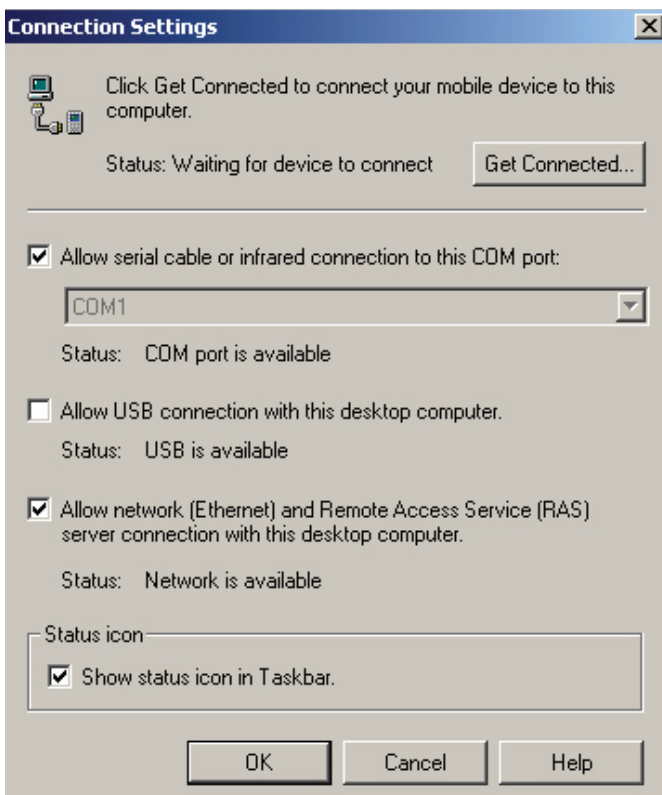 Connection Settings
Click Get Connected to connect your mobile device to this
computer.
Status: Waiting for device to connect
Get Connected...
Allow serial cable or infrared connection to this COM port:
COM1
Status: COM port is available
Allow USB connection with this desktop computer.
Status: USB is available
Allow network (Ethernet) and Remote Access Service (RAS)
server connection with this desktop computer.
Status: Network is available
Status icon
Show status icon in Taskbar.
OK
Cancel
Help